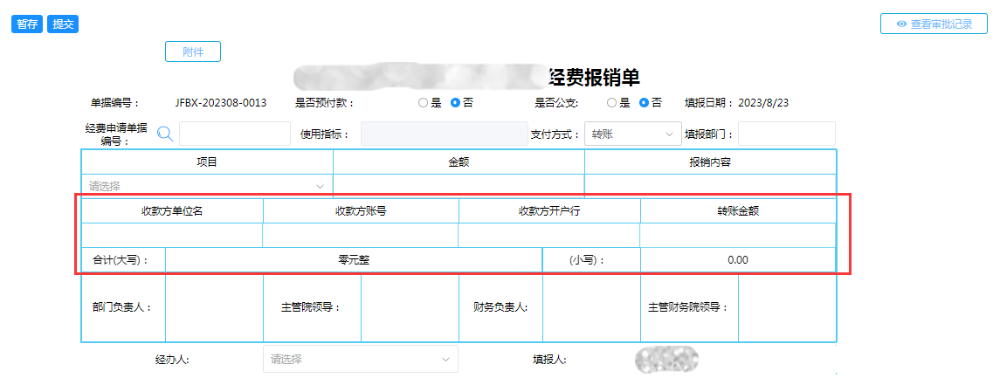 暂存 提交 查看审批记录
附件
经费报销单
单据编号： JFBX-202308-0013 是否预付款： 是 否 是否公支: 是 否 填报日期： 2023/8/23
经费申请单据
编号： 使用指标： 支付方式： 转账 填报部门：
项目 金额 报销内容
请选择
收款方单位名 收款方账号 收款方开户行 转账金额
合计(大写)： 零元整 (小写)： 0.00
部门负责人： 主管院领导： 财务负责人: 主管财务院领导：
经办人: 请选择 填报人: